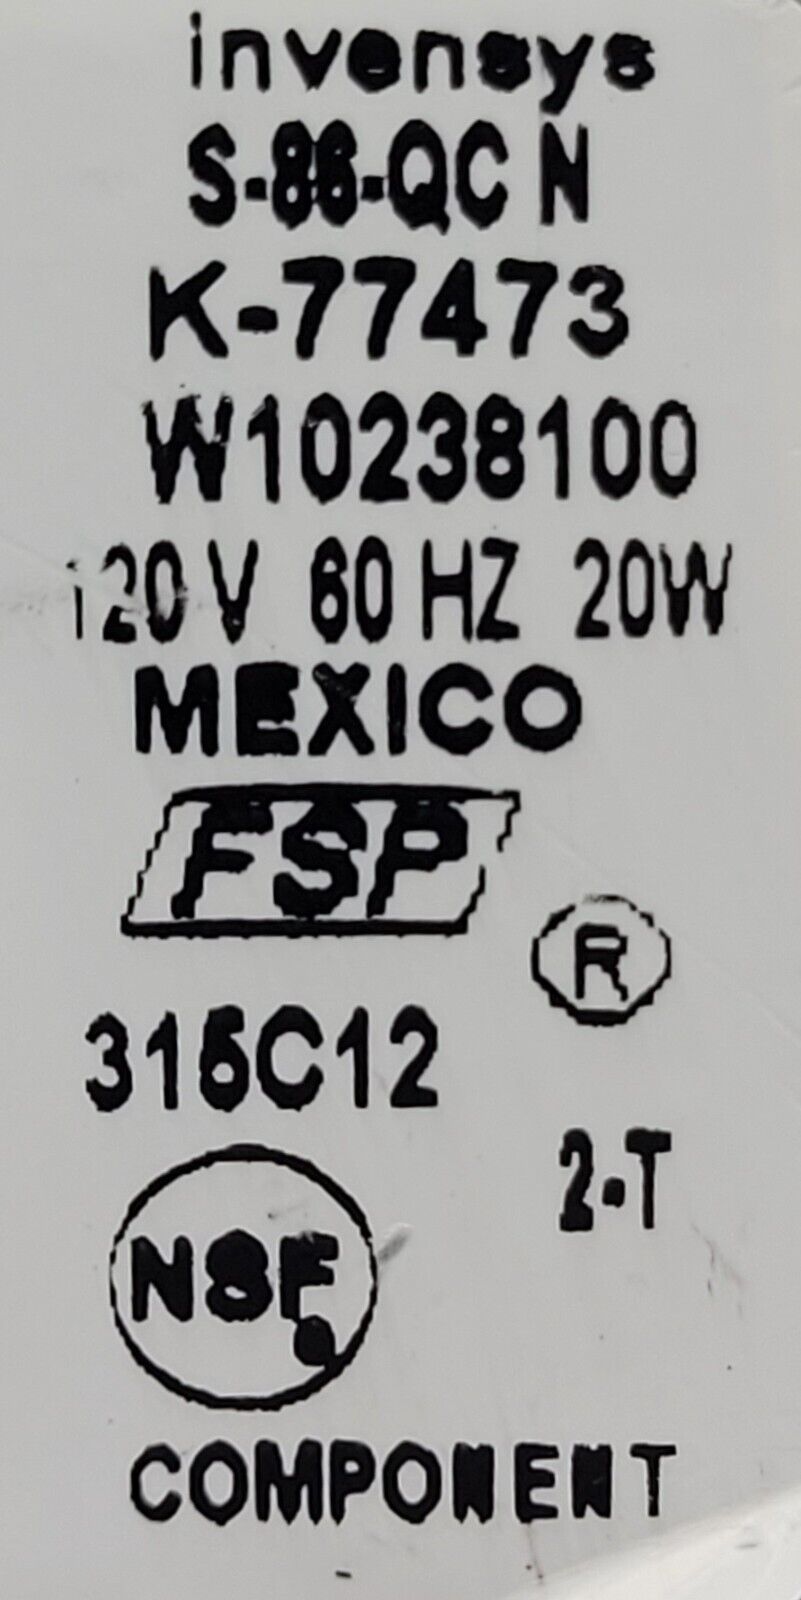 invensys
S-86-QC N
K-77473
W10238100
120 V 60 HZ 20W
MEXICO
FSP
®
315C12
2-T
NSF.
COMPONENT